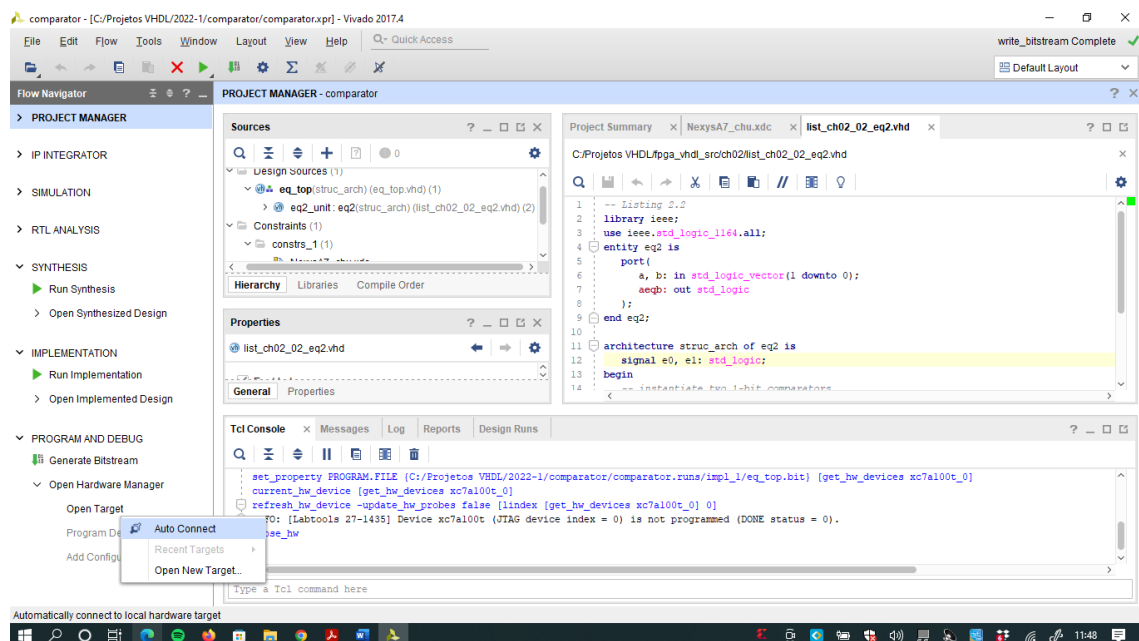 comparator - [C:/Projetos VHDL/2022-1/comparator/comparator.xpr] - Vivado 2017.4
File Edit Flow Tools Window Layout View Help Q- Quick Access
write_bitstream Complete
Default Layout
Flow Navigator
PROJECT MANAGER - comparator
PROJECT MANAGER
IP INTEGRATOR
SIMULATION
RTL ANALYSIS
SYNTHESIS
Run Synthesis
Open Synthesized Design
IMPLEMENTATION
Run Implementation
Open Implemented Design
PROGRAM AND DEBUG
Generate Bitstream
Open Hardware Manager
Open Target
Program De
Add Configu
Auto Connect
Recent Targets
Open New Target...
Sources
0
Design Sources (1)
eq_top(struc_arch) (eq_top.vhd) (1)
eq2_unit : eq2(struc_arch) (list_ch02_02_eq2.vhd) (2)
Constraints (1)
constrs_1 (1)
Hierarchy Libraries Compile Order
Properties
list_ch02_02_eq2.vhd
General Properties
Project Summary NexysA7_chu.xdc list_ch02_02_eq2.vhd
C:/Projetos VHDL/fpga_vhdl_src/ch02/list_ch02_02_eq2.vhd
1 -- Listing 2.2
2 library ieee;
3 use ieee.std_logic_1164.all;
4 entity eq2 is
5 port(
6 a, b: in std_logic_vector(1 downto 0);
7 aeqb: out std_logic
8 );
9 end eq2;
10
11 architecture struc_arch of eq2 is
12 signal e0, e1: std_logic;
13 begin
14 -- instantiate two 1-bit comparators
Tcl Console Messages Log Reports Design Runs
set_property PROGRAM.FILE {C:/Projetos VHDL/2022-1/comparator/comparator.runs/impl_1/eq_top.bit} [get_hw_devices xc7a100t_0]
current_hw_device [get_hw_devices xc7a100t_0]
refresh_hw_device -update_hw_probes false [lindex [get_hw_devices xc7a100t_0] 0]
FO: [Labtools 27-1435] Device xc7a100t (JTAG device index = 0) is not programmed (DONE status = 0).
ose_hw
Type a Tcl command here
Automatically connect to local hardware target
11:48